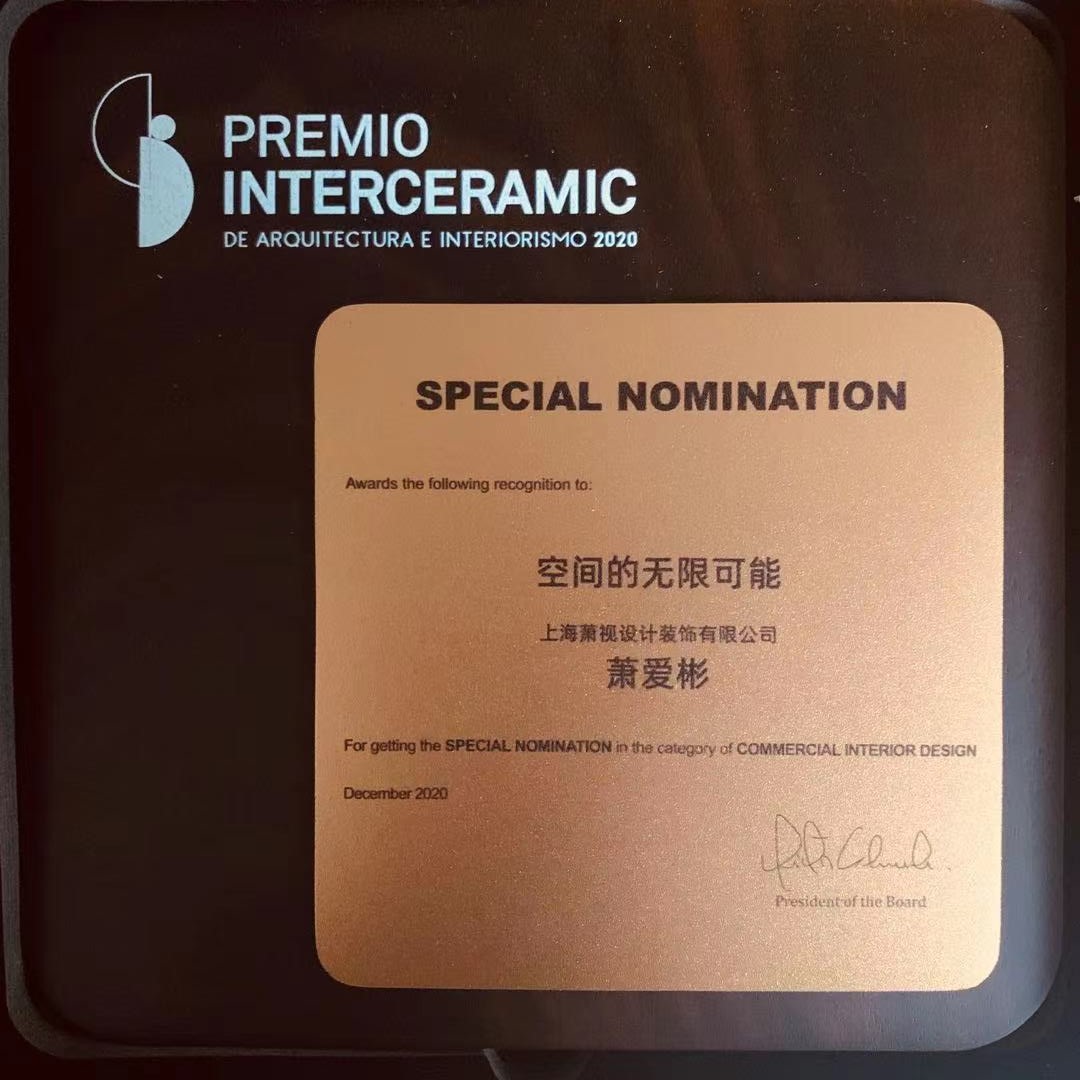 PREMIO
INTERCERAMIC
DE ARQUITECTURA E INTERIORISMO 2020
SPECIAL NOMINATION
Awards the following recognition to:
空间的无限可能
上海萧视设计装饰有限公司
萧爱彬
For getting the SPECIAL NOMINATION in the category of COMMERCIAL INTERIOR DESIGN
December 2020
President of the Board